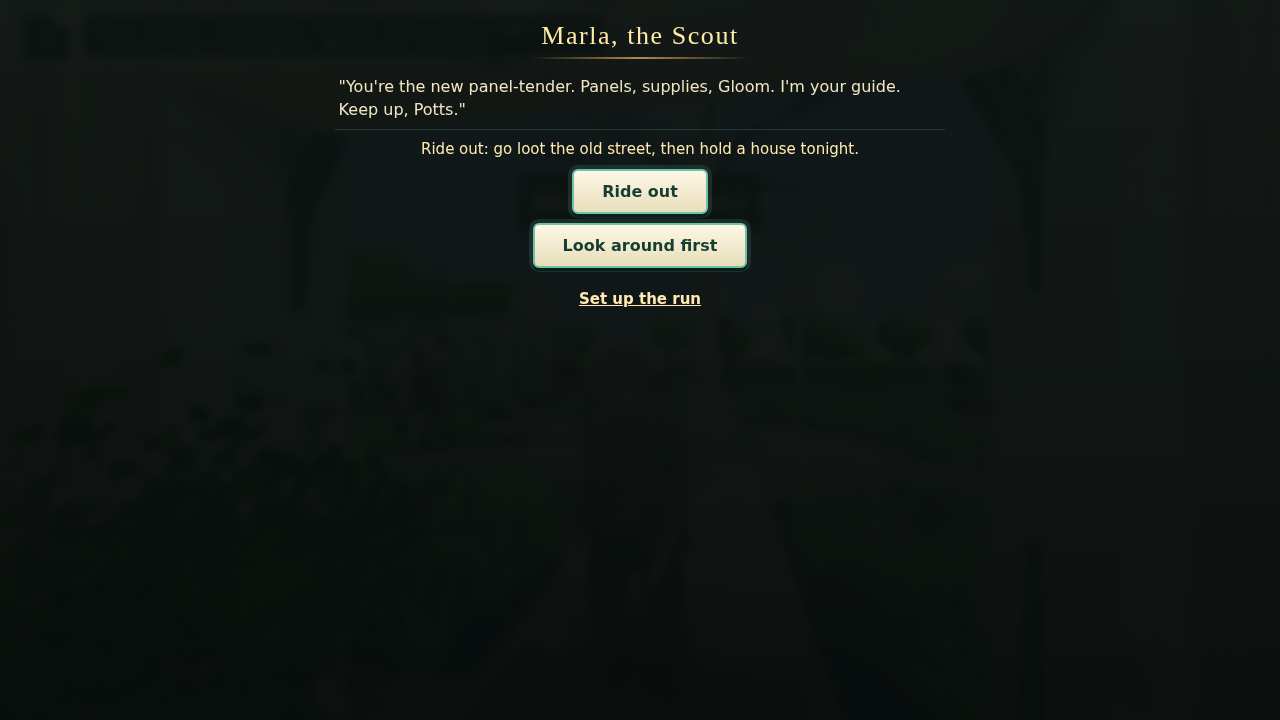 Marla, the Scout
"You're the new panel-tender. Panels, supplies, Gloom. I'm your guide.
Keep up, Potts."
Ride out: go loot the old street, then hold a house tonight.
Ride out
Look around first
Set up the run